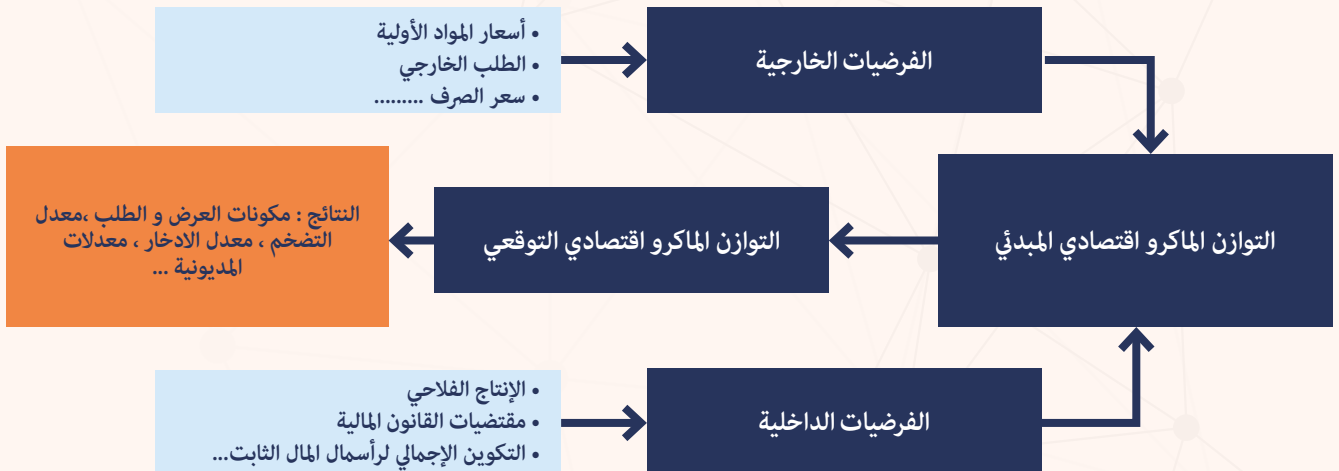 • أسعار المواد الأولية
• الطلب الخارجي
• سعر الصرف .........
الفرضيات الخارجية
التوازن الماكرو اقتصادي المبدئي
التوازن الماكرو اقتصادي التوقعي
النتائج : مكونات العرض و الطلب ،معدل
التضخم ، معدل الادخار ، معدلات
المديونية ...
• الإنتاج الفلاحي
• مقتضيات القانون المالية
• التكوين الإجمالي لرأسمال المال الثابت...
الفرضيات الداخلية